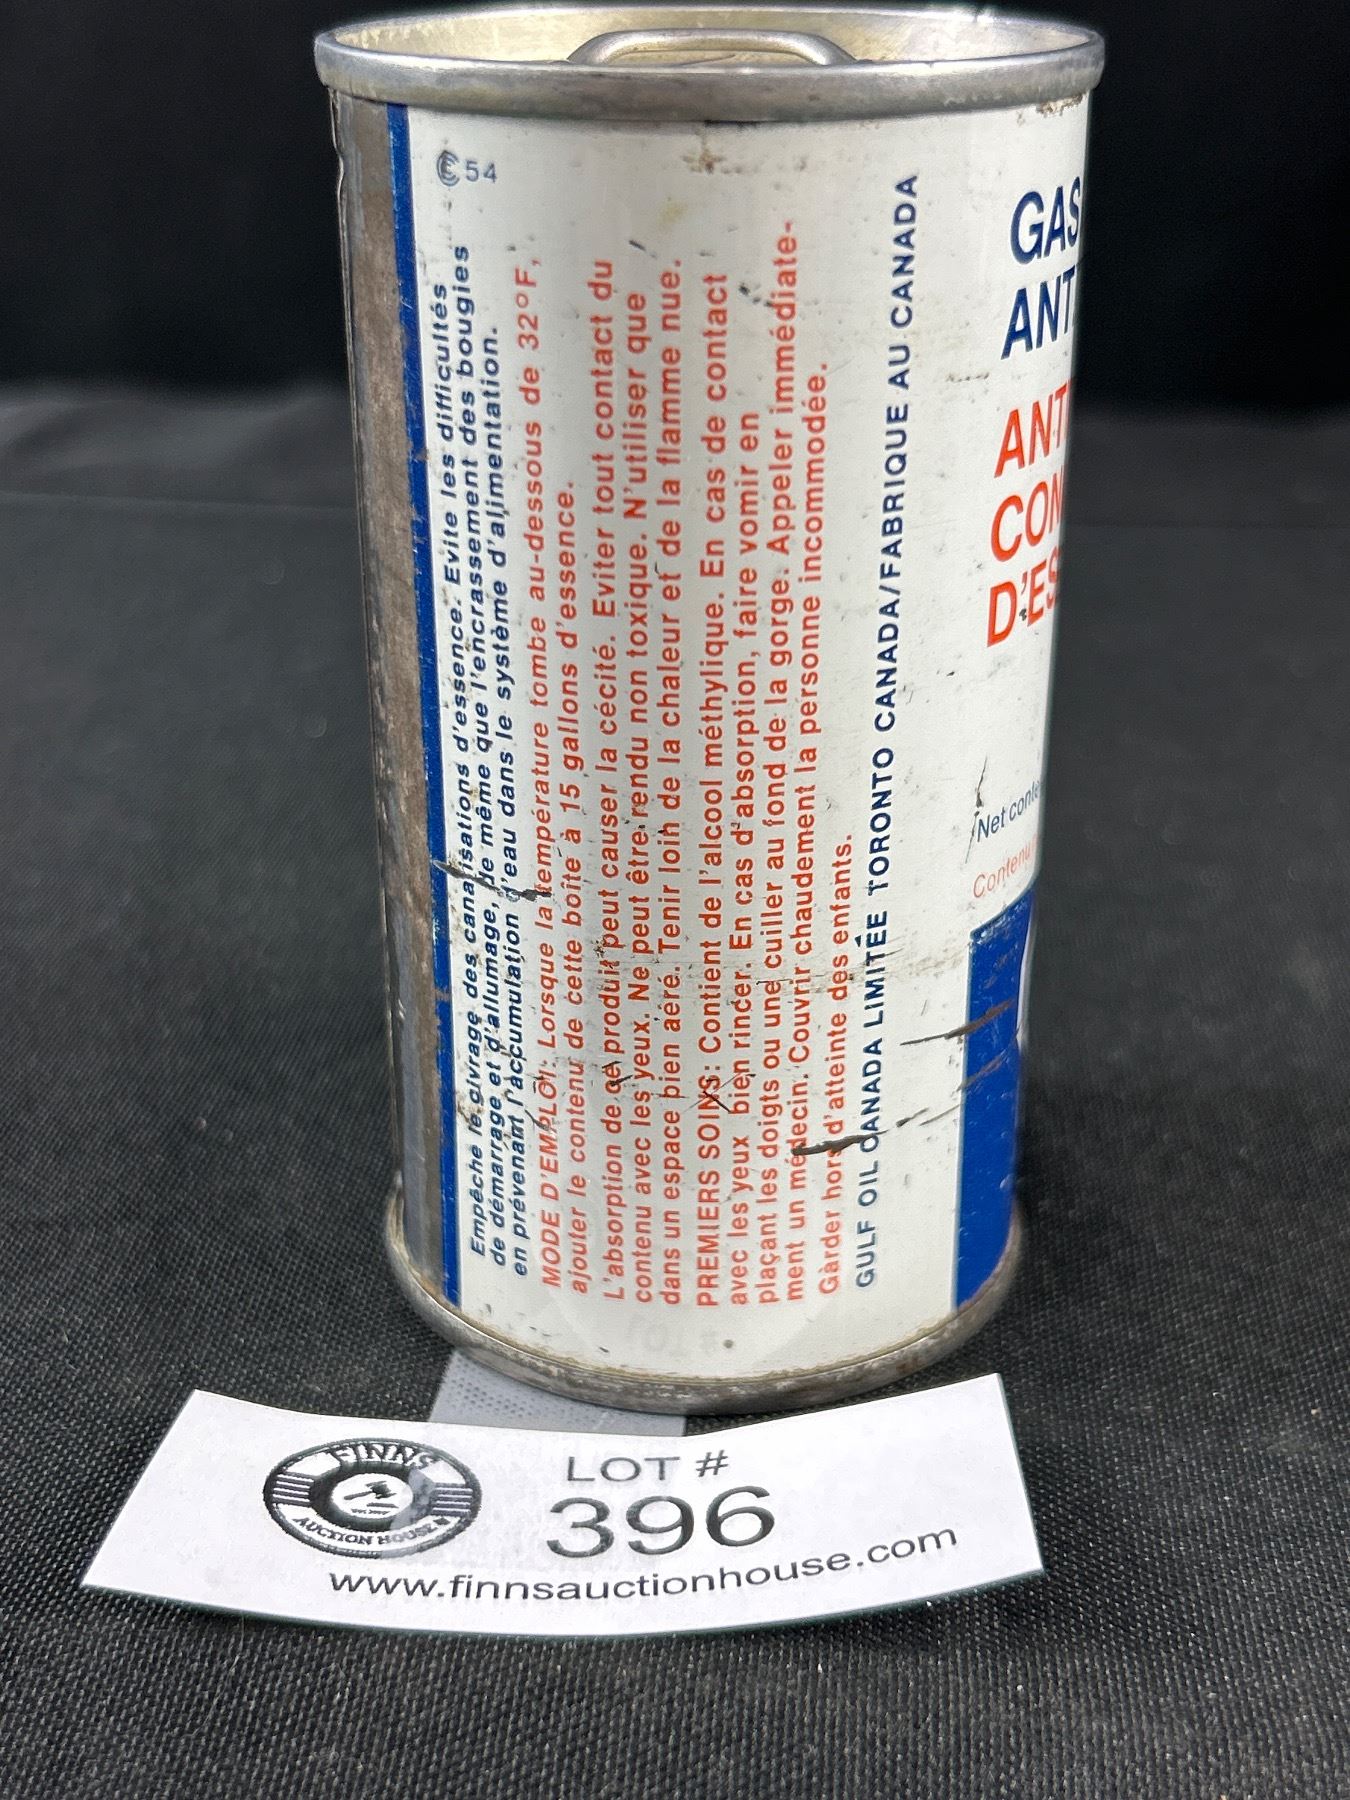 54
Empêche le givrage des canalisations d'essence. Evite les difficultés
de démarrage et d'allumage, de même que l'encrassement des bougies
en prévenant l'accumulation d'eau dans le système d'alimentation.
MODE D'EMPLOI: Lorsque la température tombe au-dessous de 32°F,
ajouter le contenu de cette boîte à 15 gallons d'essence.
L'absorption de ce produit peut causer la cécité. Eviter tout contact du
contenu avec les yeux. Ne peut être rendu non toxique. N'utiliser que
dans un espace bien aéré. Tenir loin de la chaleur et de la flamme nue.
PREMIERS SOINS: Contient de l'alcool méthylique. En cas de contact
avec les yeux bien rincer. En cas d'absorption, faire vomir en
plaçant les doigts ou une cuiller au fond de la gorge. Appeler immédiate-
ment un médecin. Couvrir chaudement la personne incommodée.
Garder hors d'atteinte des enfants.
GULF OIL CANADA LIMITÉE TORONTO CANADA/FABRIQUE AU CANADA
GAS
ANT
ANT
CON
D'ES
Net conte
Contenu
FINNS
AUCTION HOUSE
LOT #
396
www.finnsauctionhouse.com